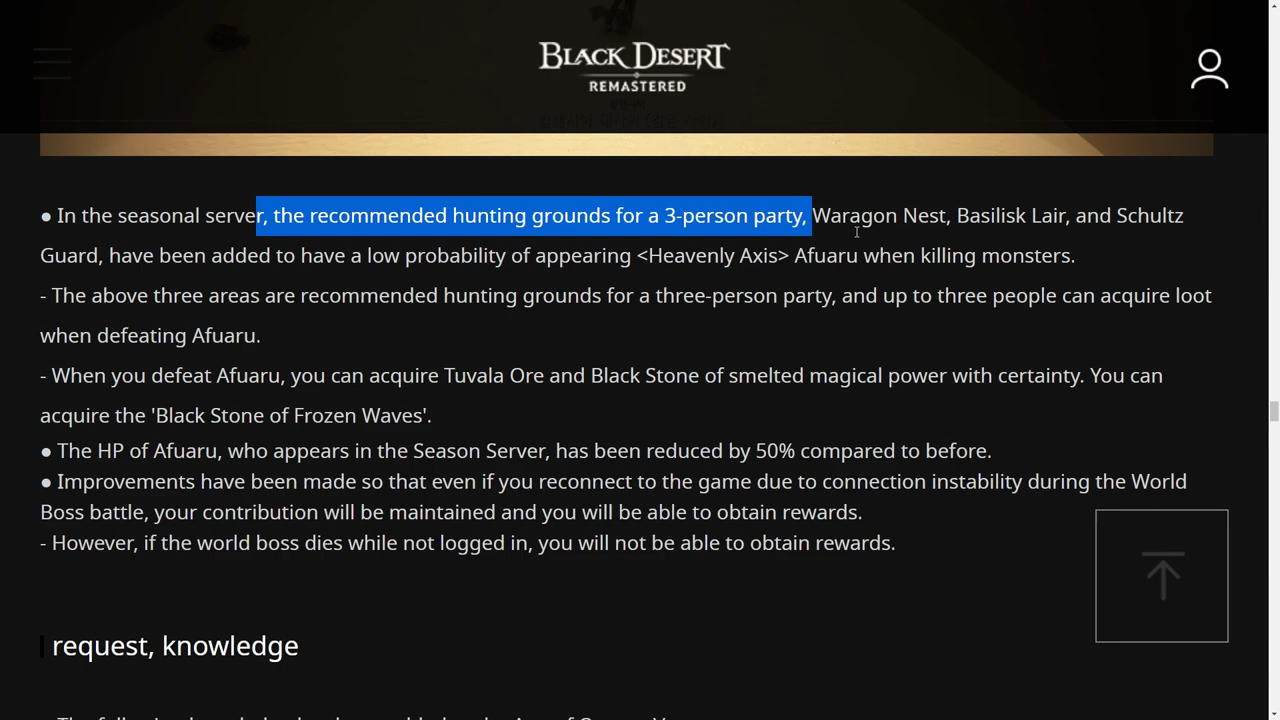 BLACK DESERT
REMASTERED
● In the seasonal server, the recommended hunting grounds for a 3-person party, Waragon Nest, Basilisk Lair, and Schultz
Guard, have been added to have a low probability of appearing <Heavenly Axis> Afuaru when killing monsters.
- The above three areas are recommended hunting grounds for a three-person party, and up to three people can acquire loot
when defeating Afuaru.
- When you defeat Afuaru, you can acquire Tuvala Ore and Black Stone of smelted magical power with certainty. You can
acquire the 'Black Stone of Frozen Waves'.
● The HP of Afuaru, who appears in the Season Server, has been reduced by 50% compared to before.
● Improvements have been made so that even if you reconnect to the game due to connection instability during the World
Boss battle, your contribution will be maintained and you will be able to obtain rewards.
- However, if the world boss dies while not logged in, you will not be able to obtain rewards.
request, knowledge